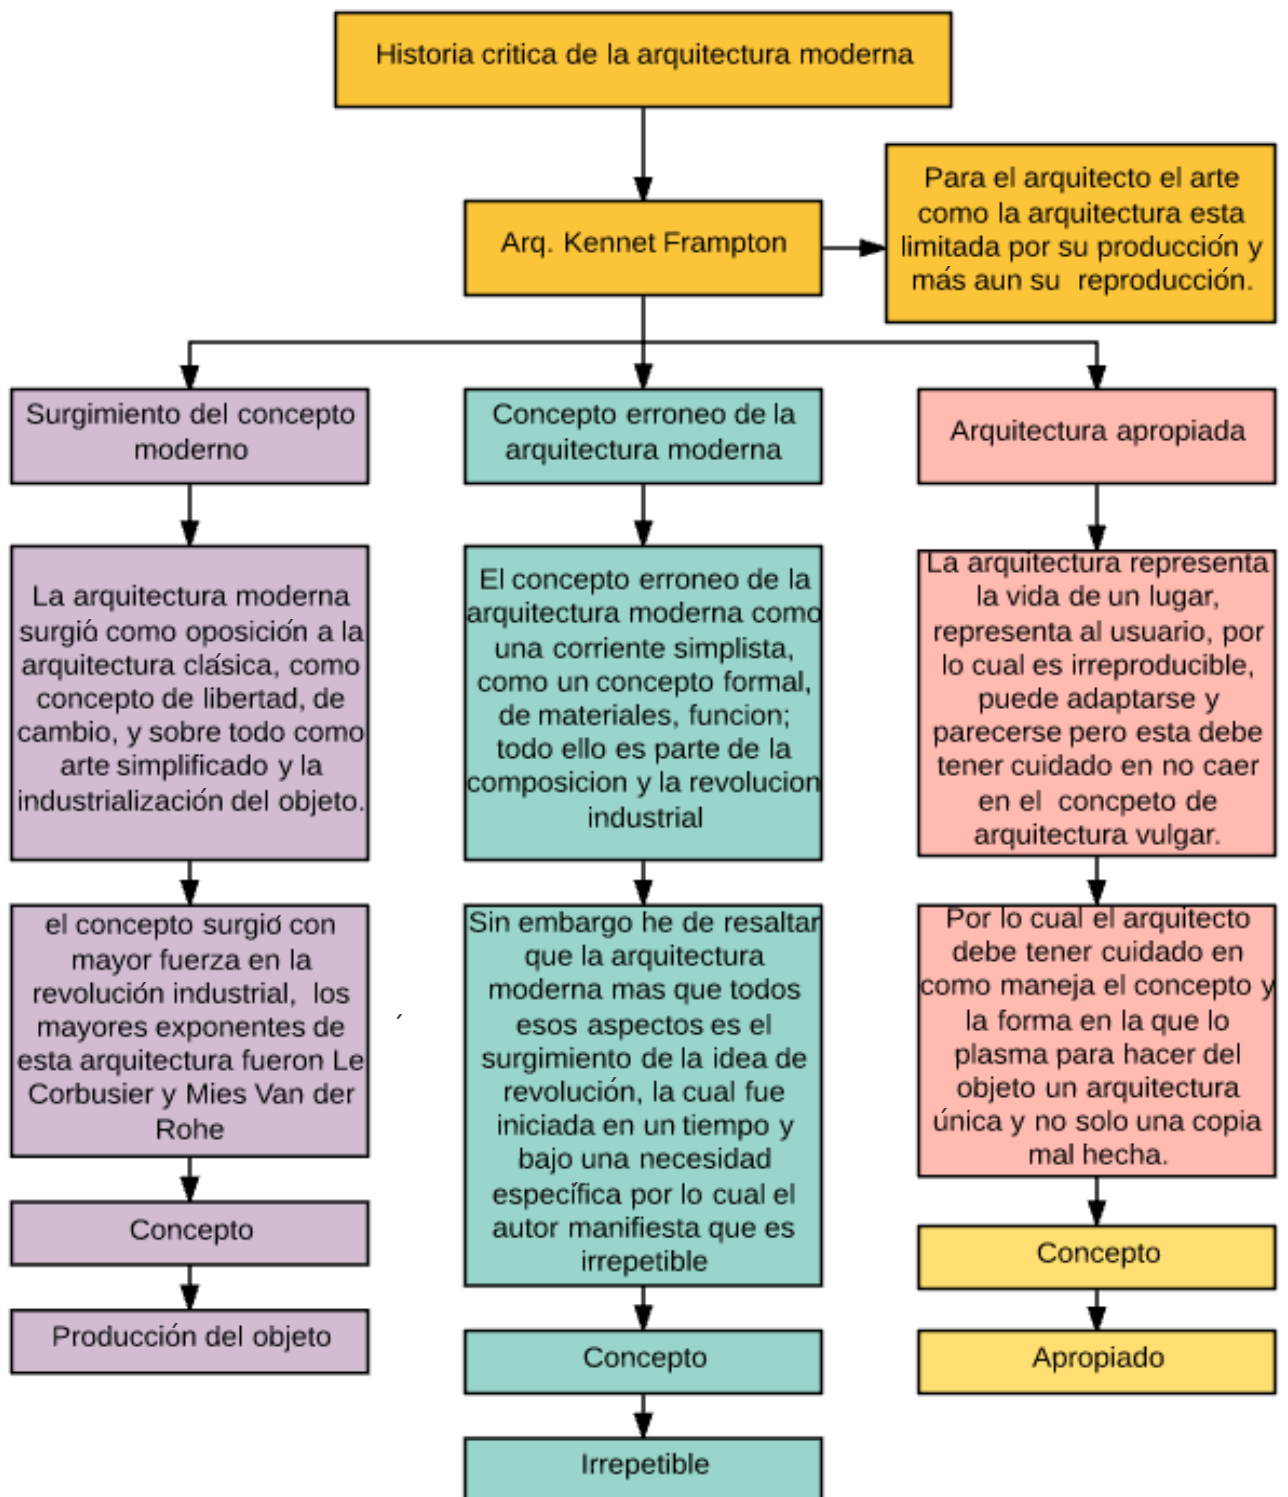 Historia critica de la arquitectura moderna
Arq. Kennet Frampton
Para el arquitecto el arte
como la arquitectura esta
limitada por su producción y
más aun su reproducción.
Surgimiento del concepto
moderno
La arquitectura moderna
surgió como oposición a la
arquitectura clásica, como
concepto de libertad, de
cambio, y sobre todo como
arte simplificado y la
industrialización del objeto.
el concepto surgió con
mayor fuerza en la
revolución industrial, los
mayores exponentes de
esta arquitectura fueron Le
Corbusier y Mies Van der
Rohe
Concepto
Producción del objeto
Concepto erroneo de la
arquitectura moderna
El concepto erroneo de la
arquitectura moderna como
una corriente simplista,
como un concepto formal,
de materiales, funcion;
todo ello es parte de la
composicion y la revolucion
industrial
Sin embargo he de resaltar
que la arquitectura
moderna mas que todos
esos aspectos es el
surgimiento de la idea de
revolución, la cual fue
iniciada en un tiempo y
bajo una necesidad
específica por lo cual el
autor manifiesta que es
irrepetible
Concepto
Irrepetible
Arquitectura apropiada
La arquitectura representa
la vida de un lugar,
representa al usuario, por
lo cual es irreproducible,
puede adaptarse y
parecerse pero esta debe
tener cuidado en no caer
en el concpeto de
arquitectura vulgar.
Por lo cual el arquitecto
debe tener cuidado en
como maneja el concepto y
la forma en la que lo
plasma para hacer del
objeto un arquitectura
única y no solo una copia
mal hecha.
Concepto
Apropiado